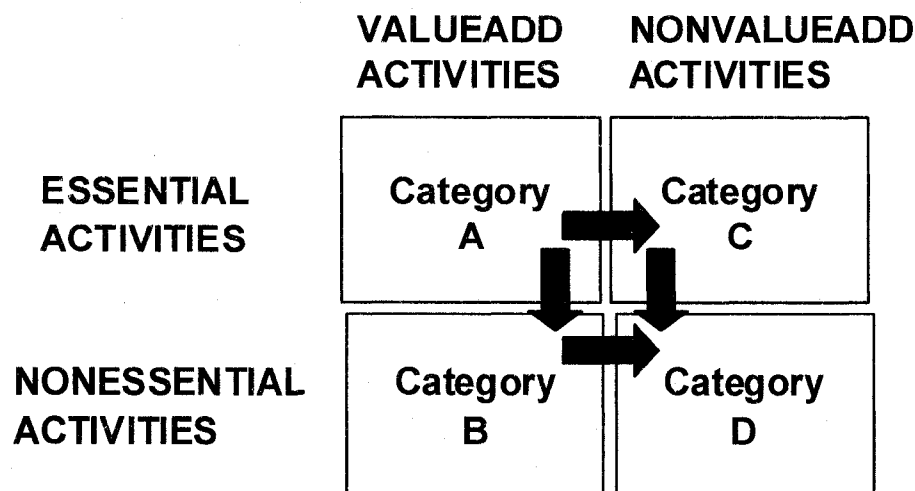 VALUEADD
ACTIVITIES
NONVALUEADD
ACTIVITIES
ESSENTIAL
ACTIVITIES
Category
A
Category
C
NONESSENTIAL
ACTIVITIES
Category
B
Category
D